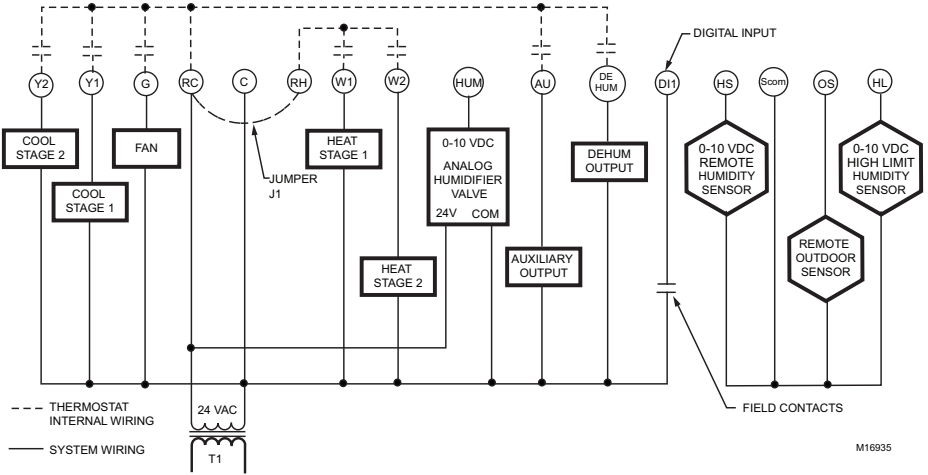 DIGITAL INPUT
Y2
Y1
G
RC
C
RH
W1
W2
HUM
AU
DE
HUM
DI1
HS
Scom
OS
HL
COOL
STAGE 2
COOL
STAGE 1
FAN
JUMPER
J1
HEAT
STAGE 1
HEAT
STAGE 2
0-10 VDC
ANALOG
HUMIDIFIER
VALVE
24V COM
AUXILIARY
OUTPUT
DEHUM
OUTPUT
0-10 VDC
REMOTE
HUMIDITY
SENSOR
REMOTE
OUTDOOR
SENSOR
0-10 VDC
HIGH LIMIT
HUMIDITY
SENSOR
THERMOSTAT
INTERNAL WIRING
SYSTEM WIRING
24 VAC
T1
FIELD CONTACTS
M16935